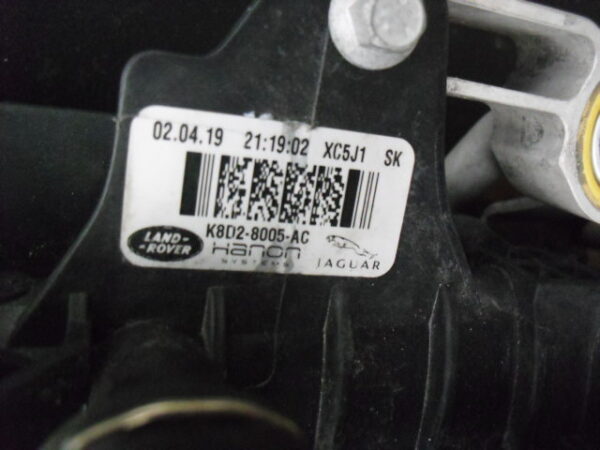 02.04.19 21:19:02 XC5J1 SK
K8D2-8005-AC
LAND-
-ROVER
Hanon
SYSTEMS
JAGUAR